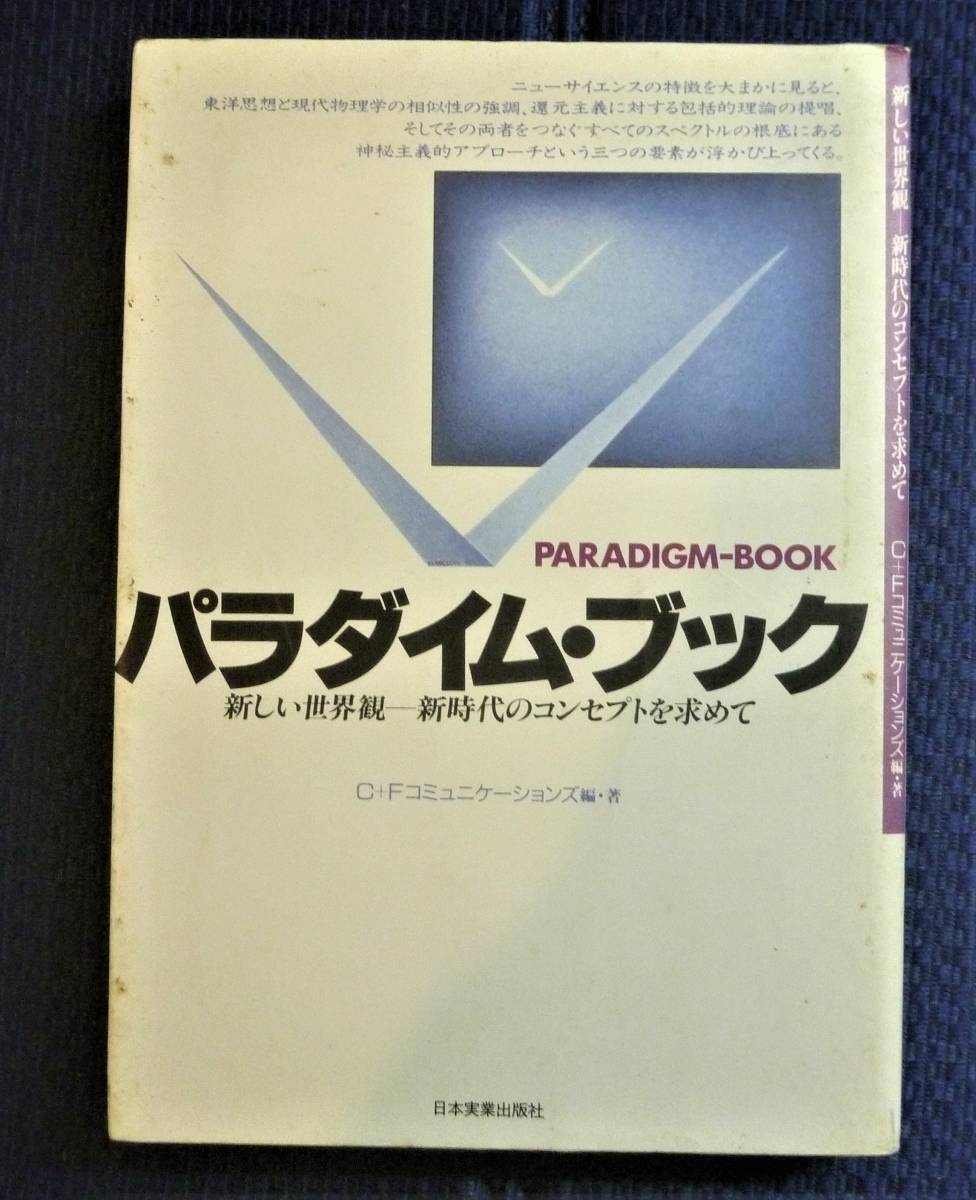 ニューサイエンスの特徴を大まかに見ると、
東洋思想と現代物理学の相似性の強調、還元主義に対する包括的理論の提唱、
そしてその両者をつなぐすべてのスペクトルの根底にある
神秘主義的アプローチという三つの要素が浮かび上ってくる。
PARADIGM-BOOK
パラダイム・ブック
新しい世界観―新時代のコンセプトを求めて
C+Fコミュニケーションズ編・著
日本実業出版社
新しい世界観―新時代のコンセプトを求めて
C+Fコミュニケーションズ編・著